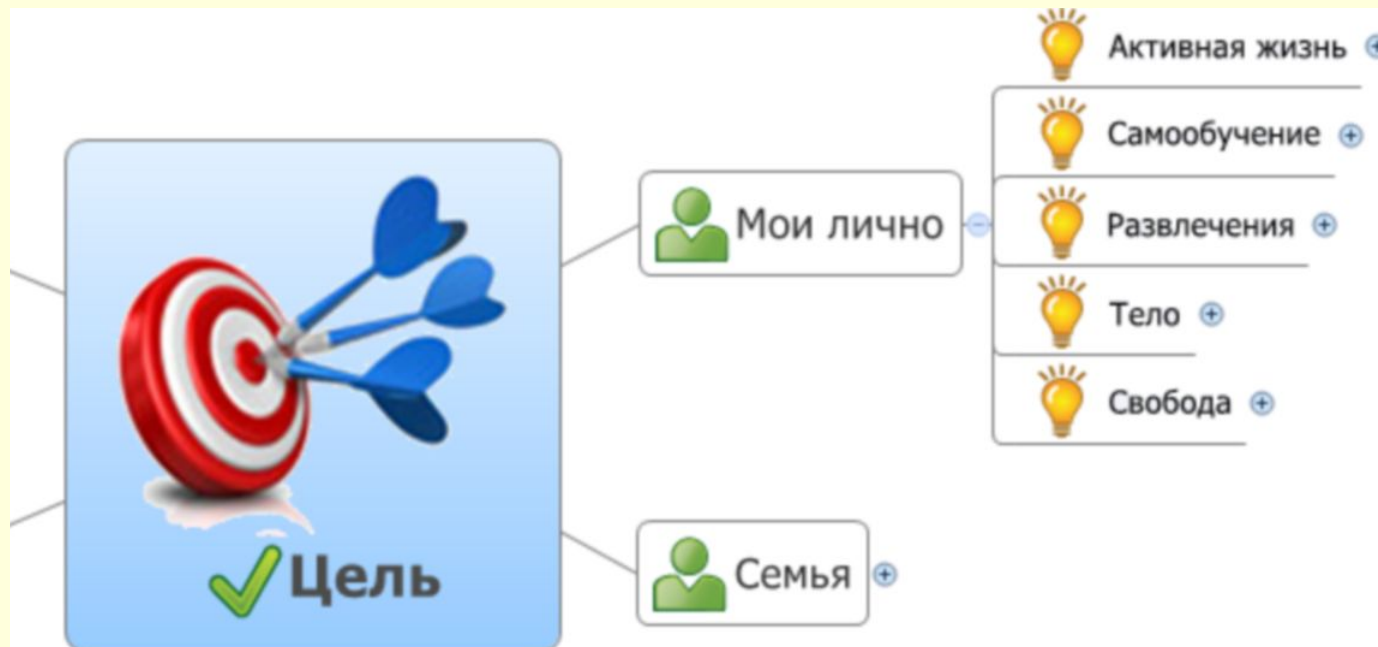 Активная жизнь
Самообучение
Мои лично
Развлечения
Тело
Свобода
Цель
Семья